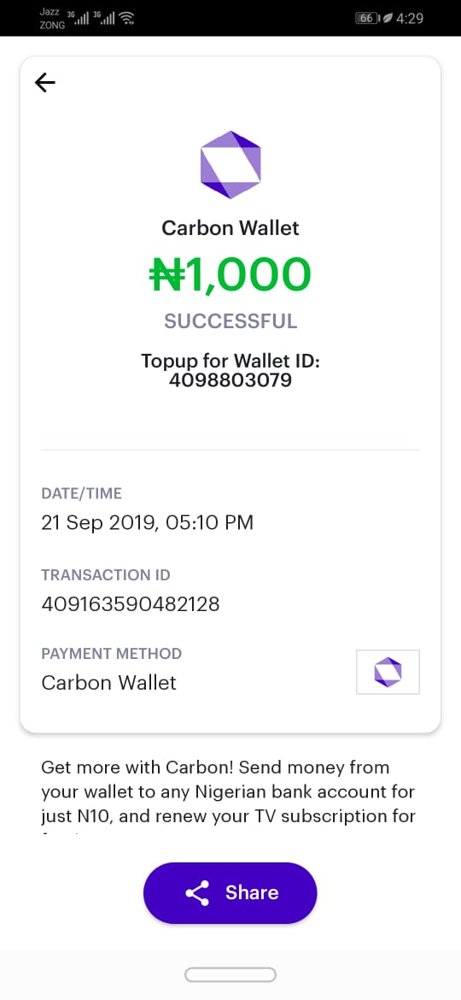 Jazz 3G 3G 66 4:29
ZONG
Carbon Wallet
₦1,000
SUCCESSFUL
Topup for Wallet ID:
4098803079
DATE/TIME
21 Sep 2019, 05:10 PM
TRANSACTION ID
409163590482128
PAYMENT METHOD
Carbon Wallet
Get more with Carbon! Send money from
your wallet to any Nigerian bank account for
just N10, and renew your TV subscription for
Share